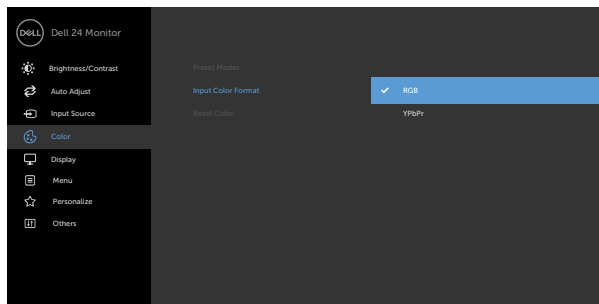 DELL Dell 24 Monitor
Brightness/Contrast
Auto Adjust
Input Source
Color
Display
Menu
Personalize
Others
Preset Modes
Input Color Format
Reset Color
RGB
YPbPr